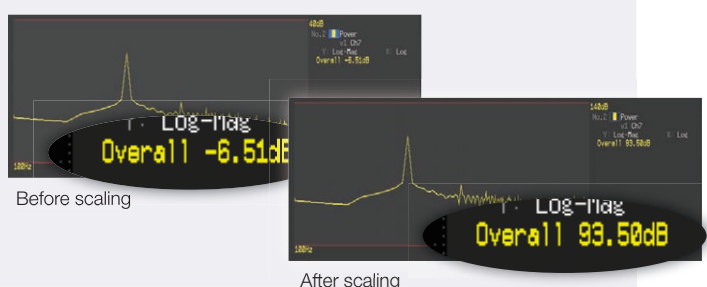 40dB
No.2 Power
v1 Ch7
Y: Log-Mag X: Log
Overall -6.51dB
Log-Mag
Overall -6.51dB
100Hz
Before scaling
140dB
No.2 Power
v1 Ch7
Y: Log-Mag X: Log
Overall 93.50dB
Log-Mag
Overall 93.50dB
100Hz
After scaling